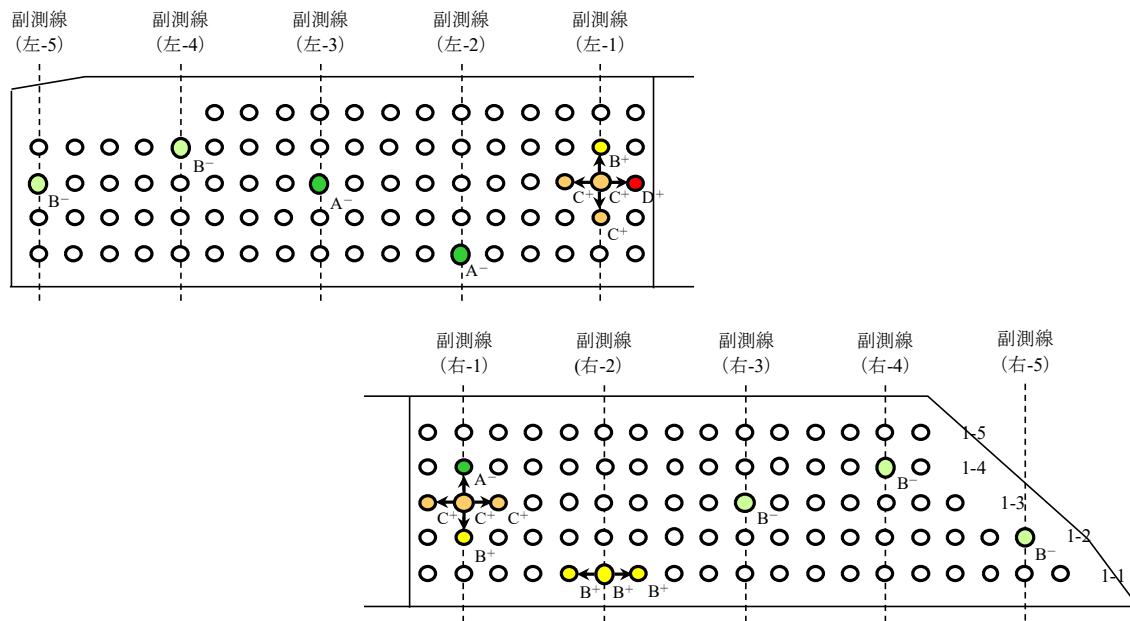 副測線 副測線 副測線 副測線 副測線
（左-5） （左-4） （左-3） （左-2） （左-1）
B⁻ B⁺
B⁻ A⁻ C⁺ C⁺ D⁺
C⁺
A⁻
副測線 副測線 副測線 副測線 副測線
（右-1） (右-2） （右-3） （右-4） （右-5）
1-5
A⁻ B⁻ 1-4
C⁺ C⁺ C⁺ B⁻ 1-3
B⁺ B⁻ 1-2
B⁺ B⁺ B⁺ 1-1